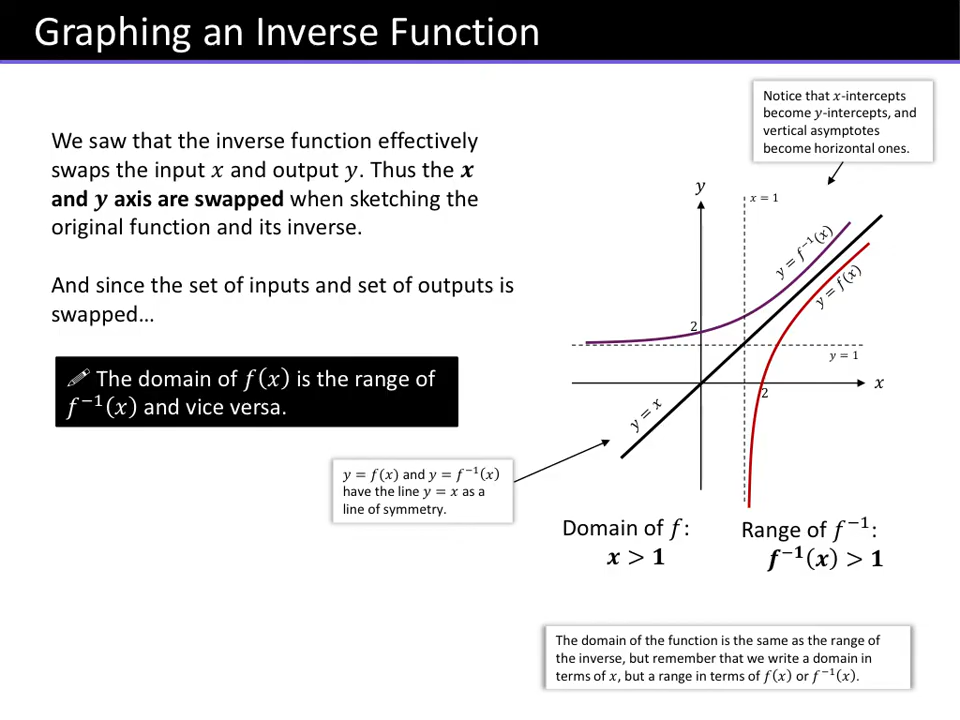 Graphing an Inverse Function
Notice that 𝑥-intercepts
become 𝑦-intercepts, and
vertical asymptotes
become horizontal ones.
We saw that the inverse function effectively
swaps the input 𝑥 and output 𝑦. Thus the 𝒙
and 𝒚 axis are swapped when sketching the
original function and its inverse.
And since the set of inputs and set of outputs is
swapped…
🖉 The domain of 𝑓(𝑥) is the range of
𝑓⁻¹(𝑥) and vice versa.
𝑦
𝑥 = 1
𝑦 = 𝑓⁻¹(𝑥)
𝑦 = 𝑓(𝑥)
2
𝑦 = 1
𝑥
2
𝑦 = 𝑥
𝑦 = 𝑓(𝑥) and 𝑦 = 𝑓⁻¹(𝑥)
have the line 𝑦 = 𝑥 as a
line of symmetry.
Domain of 𝑓:
𝒙 > 𝟏
Range of 𝑓⁻¹:
𝒇⁻¹(𝒙) > 𝟏
The domain of the function is the same as the range of
the inverse, but remember that we write a domain in
terms of 𝑥, but a range in terms of 𝑓(𝑥) or 𝑓⁻¹(𝑥).